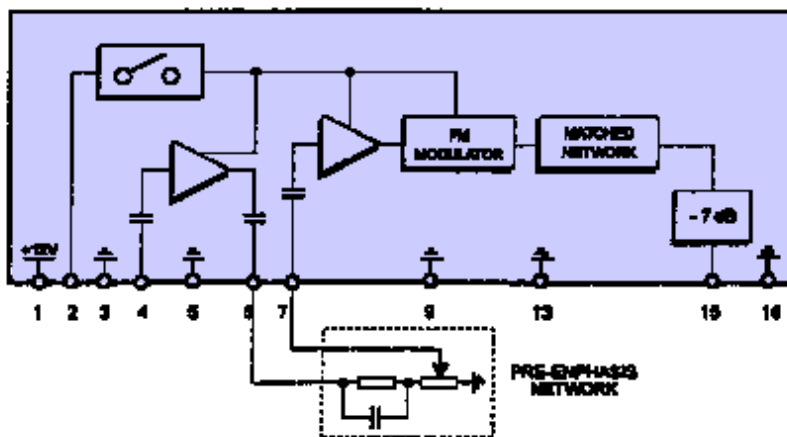 FM
MODULATOR
MATCHED
NETWORK
- 7 dB
+12V
1 2 3 4 5 6 7 9 13 15 16
PRE-ENPHASIS
NETWORK